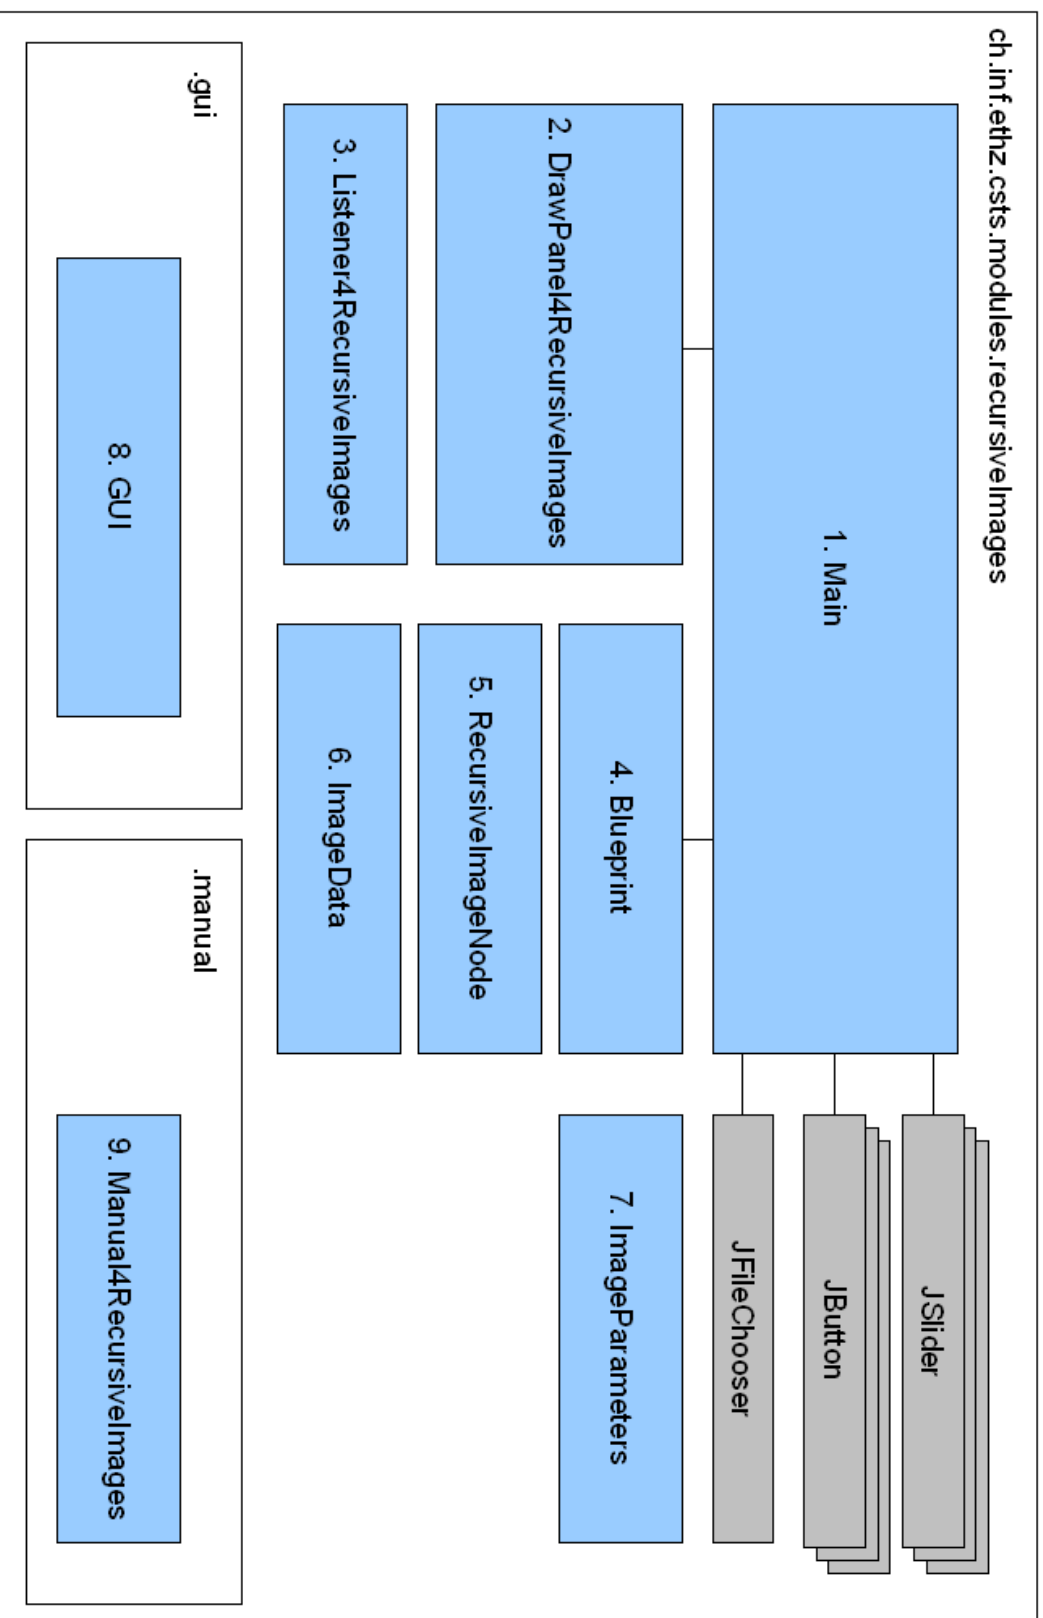 ch.inf.ethz.csts.modules.recursiveImages
1. Main
JSlider
JButton
JFileChooser
2. DrawPanel4RecursiveImages
4. Blueprint
7. ImageParameters
5. RecursiveImageNode
3. Listener4RecursiveImages
6. ImageData
.gui
8. GUI
.manual
9. Manual4RecursiveImages